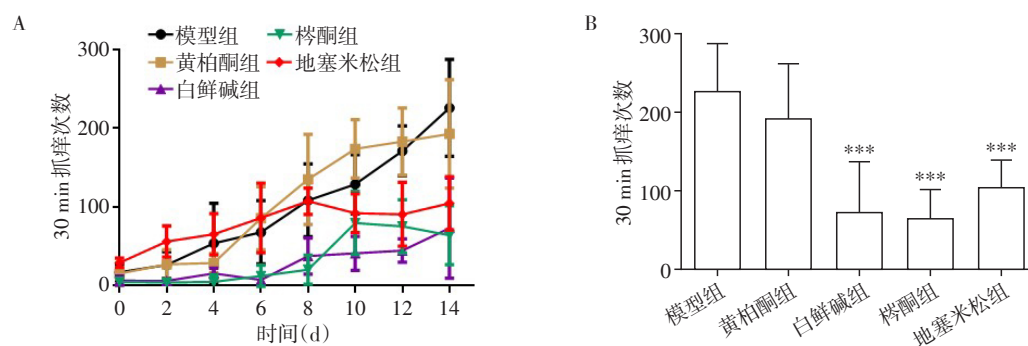 A
模型组
梣酮组
黄柏酮组
地塞米松组
白鲜碱组
30 min 抓痒次数
300
200
100
0
0 2 4 6 8 10 12 14
时间(d)
B
30 min 抓痒次数
300
200
100
0
***
***
***
模型组
黄柏酮组
白鲜碱组
梣酮组
地塞米松组